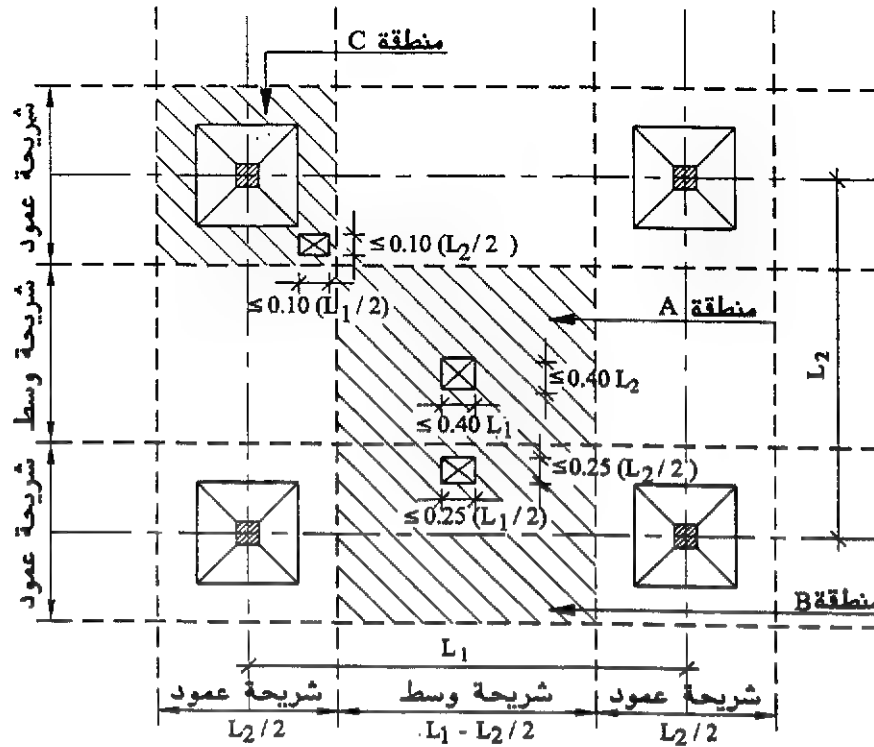 منطقة C
شريحة عمود
≤ 0.10 (L₂/2)
≤ 0.10 (L₁/2)
منطقة A
شريحة وسط
≤ 0.40 L₂
L₂
≤ 0.40 L₁
≤ 0.25 (L₂/2)
≤ 0.25 (L₁/2)
شريحة عمود
منطقة B
L₁
شريحة عمود شريحة وسط شريحة عمود
L₂/2 L₁ - L₂/2 L₂/2